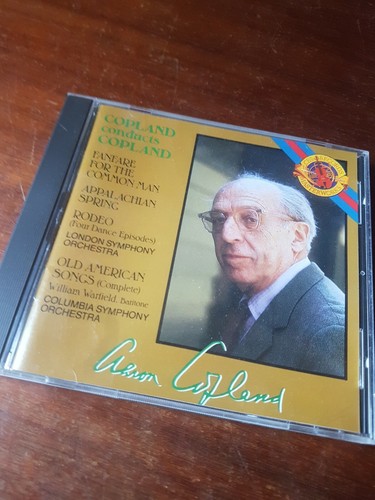 COPLAND
conducts
COPLAND
FANFARE
FOR THE
COMMON MAN
APPALACHIAN
SPRING
RODEO
(Four Dance Episodes)
LONDON SYMPHONY
ORCHESTRA
OLD AMERICAN
SONGS (Complete)
William Warfield, Baritone
COLUMBIA SYMPHONY
ORCHESTRA
Aaron Copland